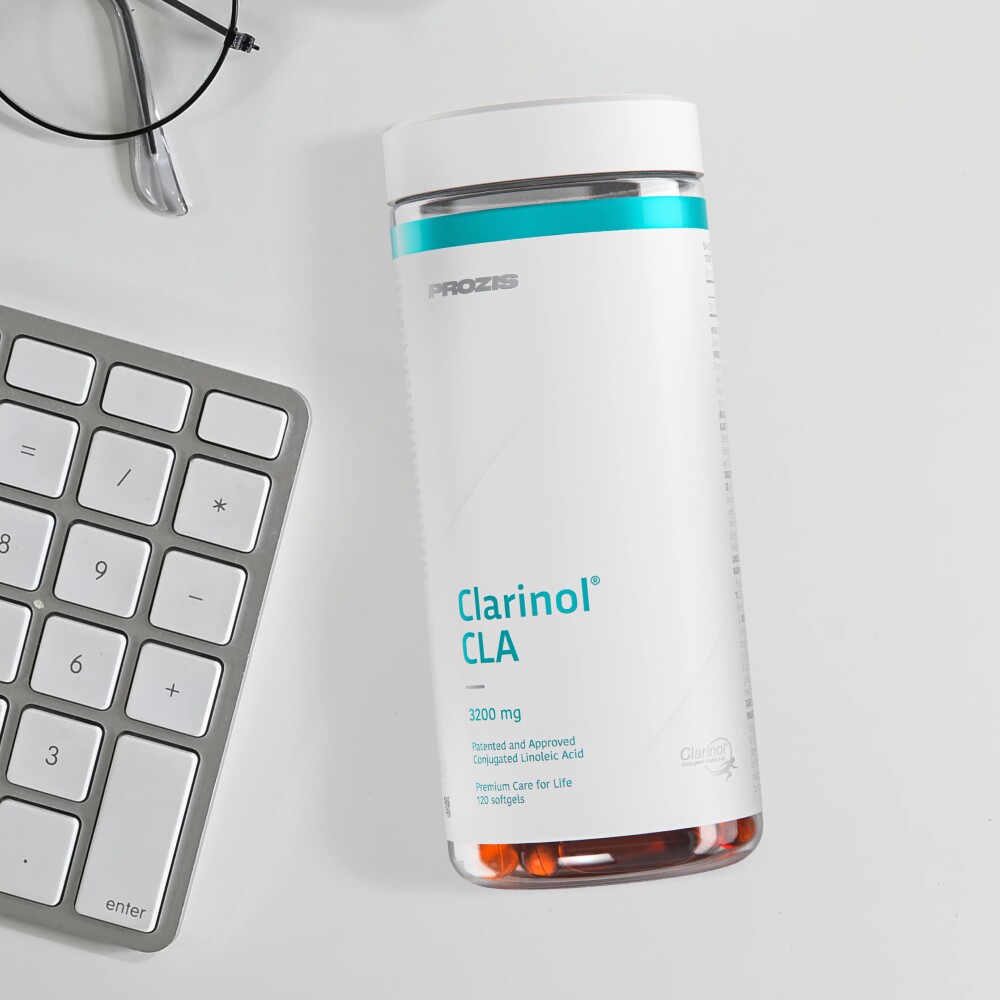 PROZIS
Clarinol®
CLA
3200 mg
Patented and Approved
Conjugated Linoleic Acid
Premium Care for Life
120 softgels
Clarinol
=
/
*
8
9
−
6
+
3
.
enter